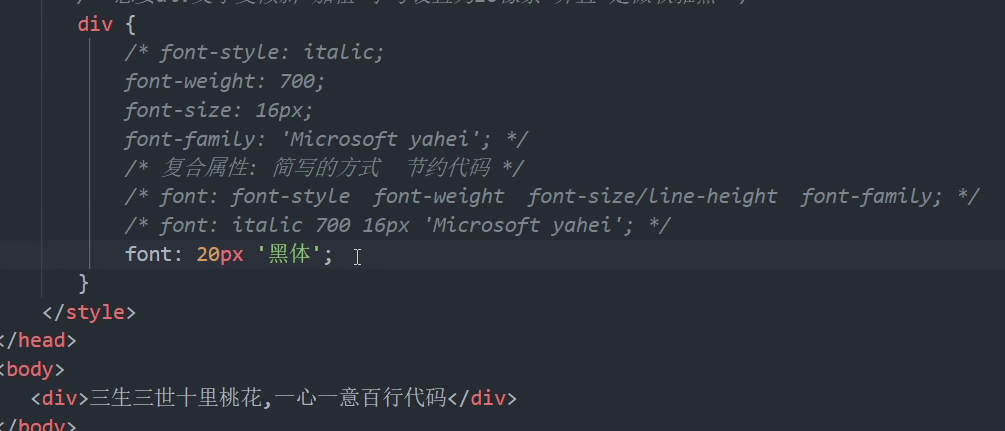 div {
/* font-style: italic;
font-weight: 700;
font-size: 16px;
font-family: 'Microsoft yahei'; */
/* 复合属性: 简写的方式  节约代码 */
/* font: font-style  font-weight  font-size/line-height  font-family; */
/* font: italic 700 16px 'Microsoft yahei'; */
font: 20px '黑体';
}
</style>
</head>
<body>
<div>三生三世十里桃花,一心一意百行代码</div>
</body>